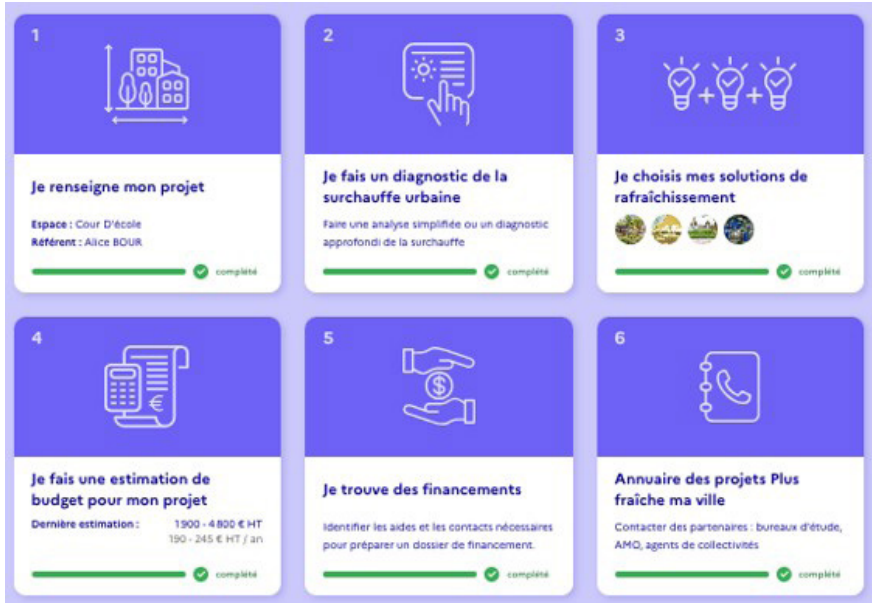 1
Je renseigne mon projet
Espace : Cour D'école
Référent : Alice BOUR
complété
2
Je fais un diagnostic de la
surchauffe urbaine
Faire une analyse simplifiée ou un diagnostic
approfondi de la surchauffe
complété
3
Je choisis mes solutions de
rafraîchissement
complété
4
Je fais une estimation de
budget pour mon projet
Dernière estimation : 1 900 - 4 800 € HT
190 - 245 € HT / an
complété
5
Je trouve des financements
Identifier les aides et les contacts nécessaires
pour préparer un dossier de financement.
complété
6
Annuaire des projets Plus
fraîche ma ville
Contacter des partenaires : bureaux d'étude,
AMO, agents de collectivités
complété